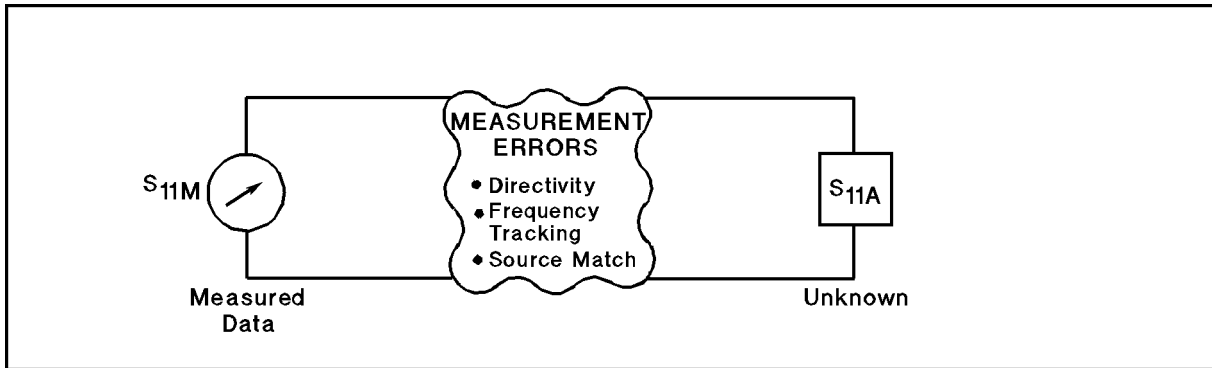 MEASUREMENT
ERRORS
• Directivity
• Frequency
Tracking
• Source Match
S11M
Measured
Data
S11A
Unknown